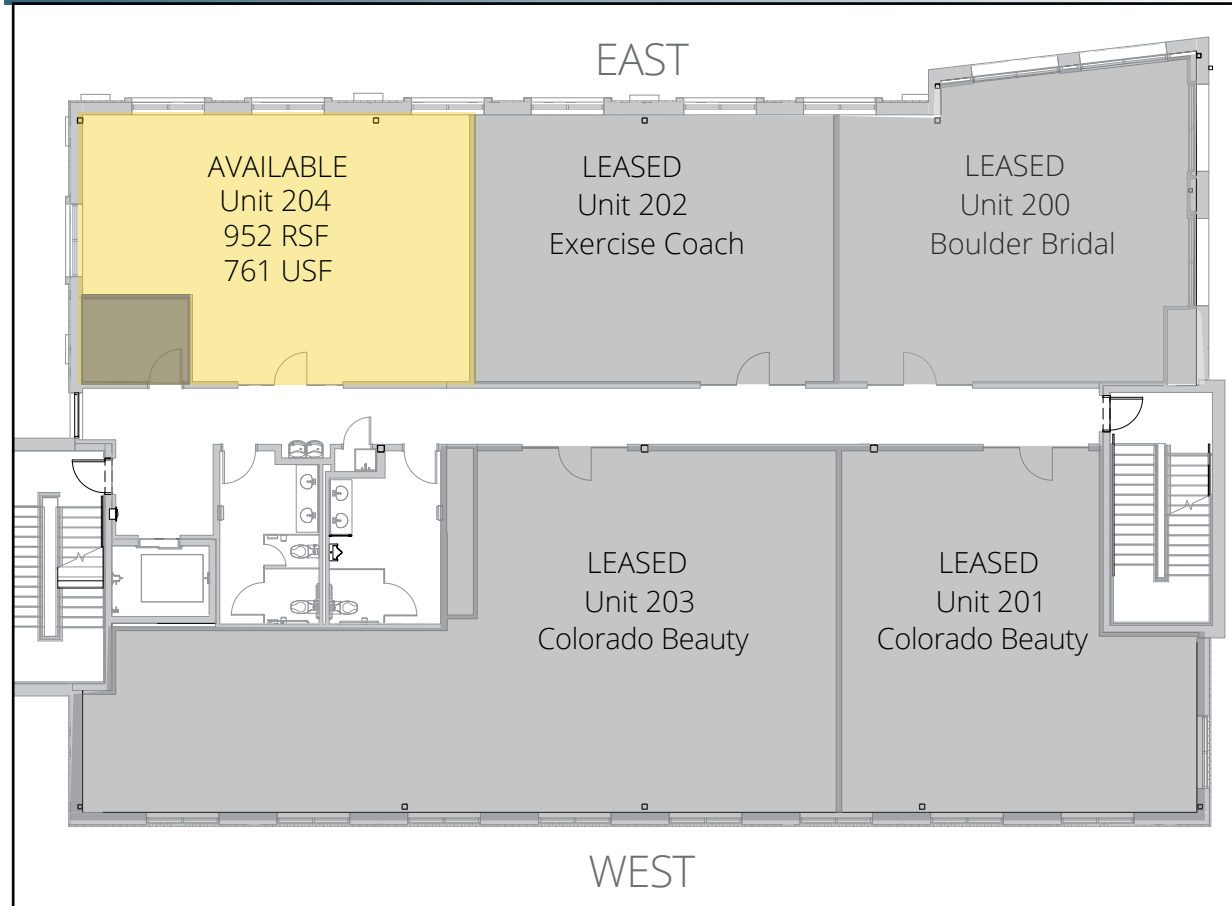 EAST
AVAILABLE
Unit 204
952 RSF
761 USF
LEASED
Unit 202
Exercise Coach
LEASED
Unit 200
Boulder Bridal
LEASED
Unit 203
Colorado Beauty
LEASED
Unit 201
Colorado Beauty
WEST